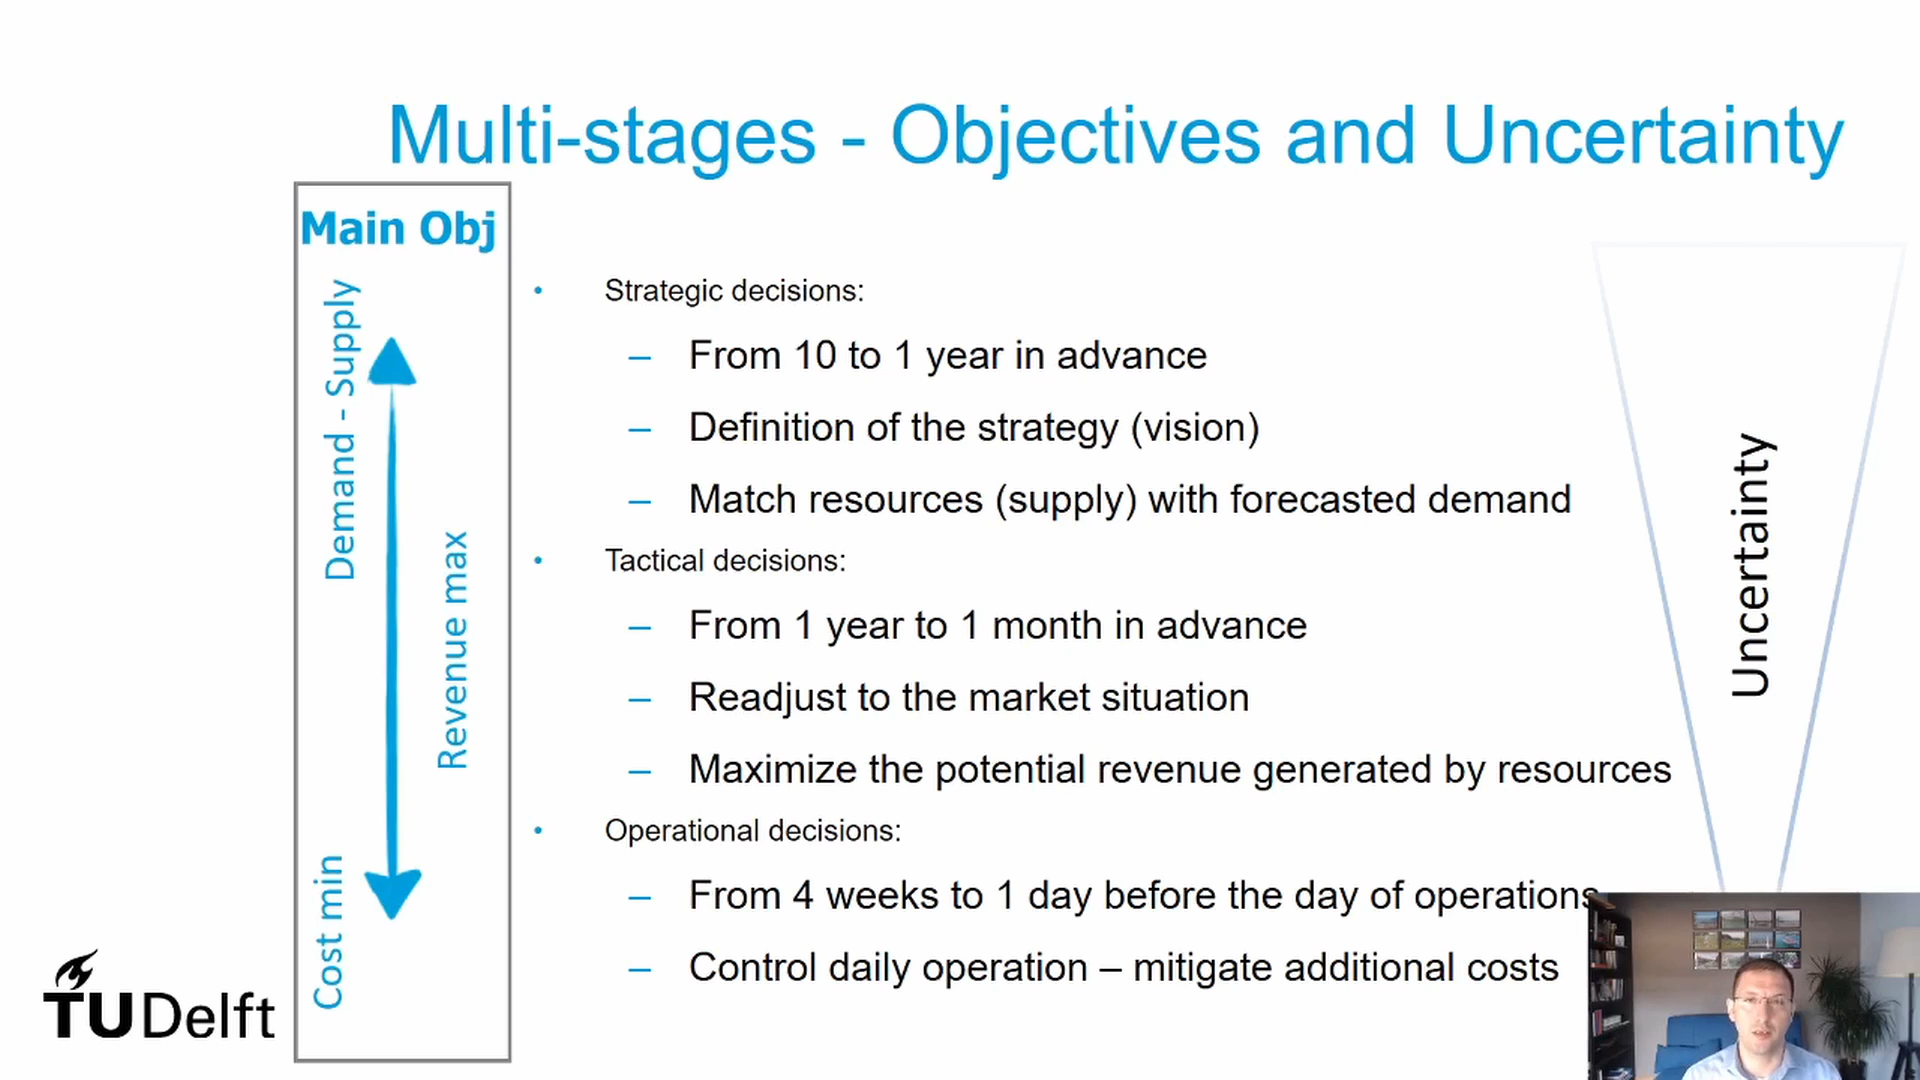 Multi-stages - Objectives and Uncertainty
Main Obj
Demand - Supply
Revenue max
Cost min
• Strategic decisions:
– From 10 to 1 year in advance
– Definition of the strategy (vision)
– Match resources (supply) with forecasted demand
• Tactical decisions:
– From 1 year to 1 month in advance
– Readjust to the market situation
– Maximize the potential revenue generated by resources
• Operational decisions:
– From 4 weeks to 1 day before the day of operations
– Control daily operation – mitigate additional costs
Uncertainty
TUDelft